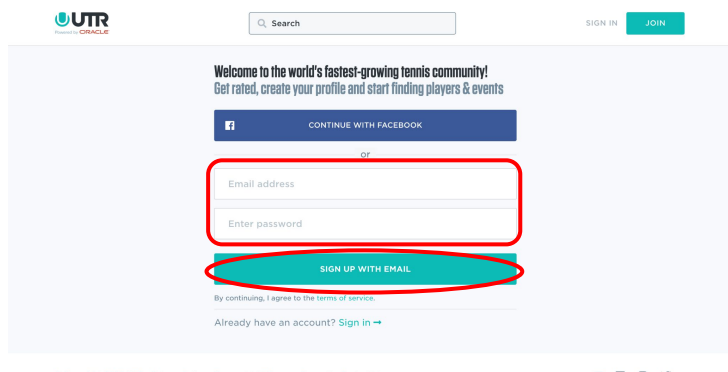 UUTR
Powered by ORACLE
Search
SIGN IN
JOIN
Welcome to the world's fastest-growing tennis community!
Get rated, create your profile and start finding players & events
CONTINUE WITH FACEBOOK
or
Email address
Enter password
SIGN UP WITH EMAIL
By continuing, I agree to the terms of service.
Already have an account? Sign in →